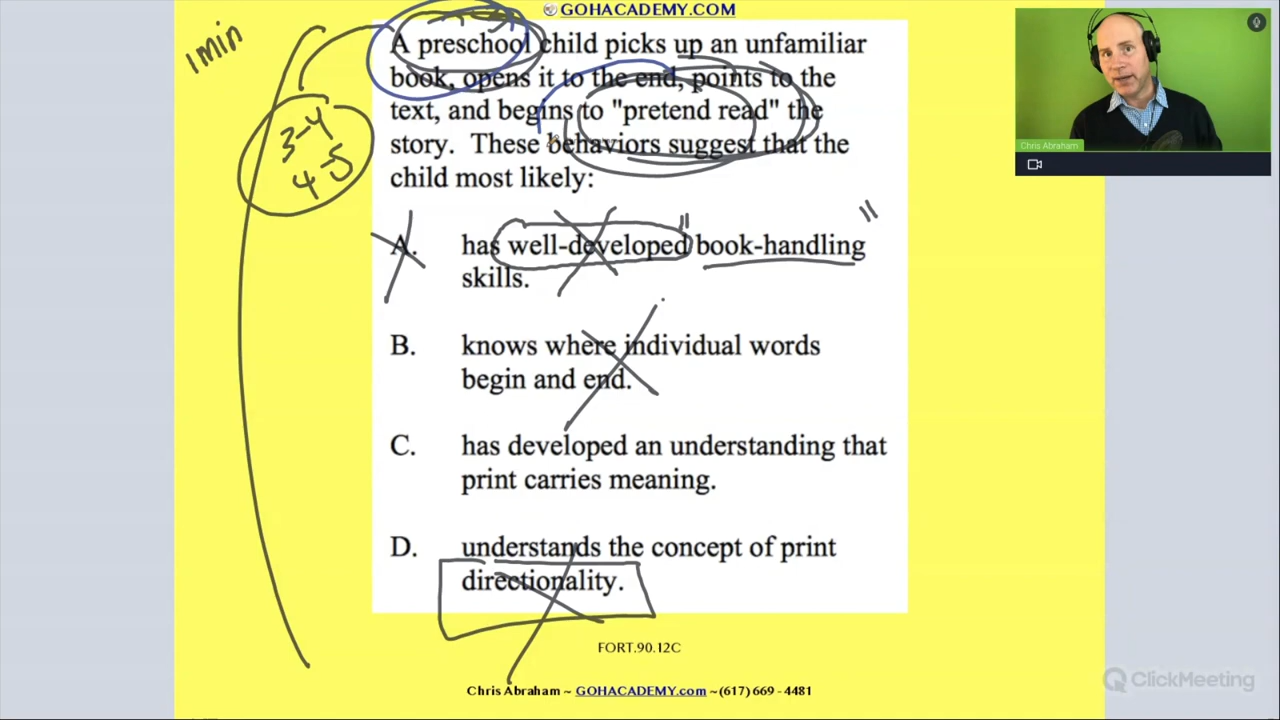 GOHACADEMY.COM
1 min
A preschool child picks up an unfamiliar
book, opens it to the end, points to the
text, and begins to "pretend read" the
story. These behaviors suggest that the
child most likely:
3-4
4-5
A. has well-developed book-handling
skills.
B. knows where individual words
begin and end.
C. has developed an understanding that
print carries meaning.
D. understands the concept of print
directionality.
FORT.90.12C
Chris Abraham ~ GOHACADEMY.com ~(617) 669 - 4481
Chris Abraham
ClickMeeting